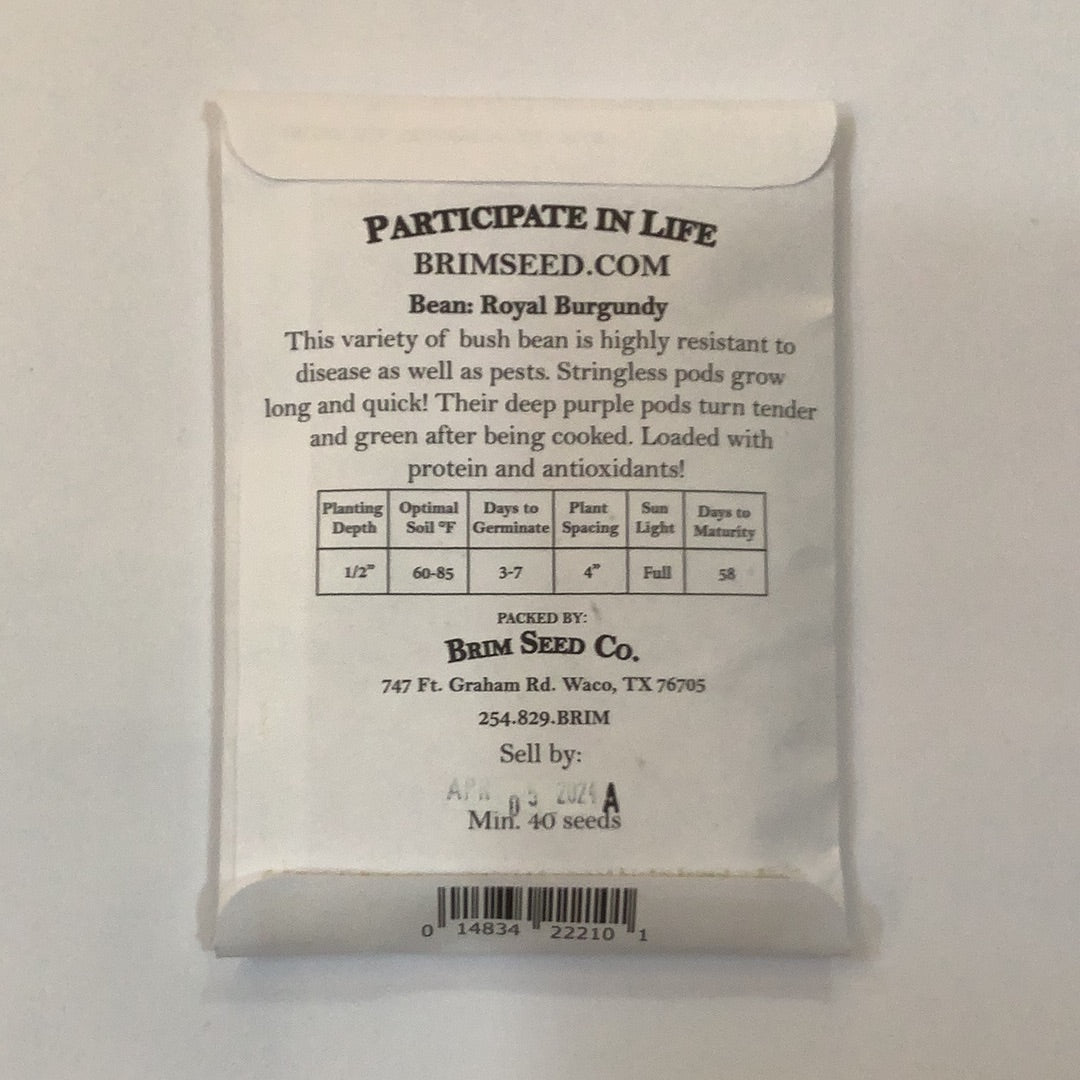 PARTICIPATE IN LIFE
BRIMSEED.COM
Bean: Royal Burgundy
This variety of bush bean is highly resistant to
disease as well as pests. Stringless pods grow
long and quick! Their deep purple pods turn tender
and green after being cooked. Loaded with
protein and antioxidants!
Planting Depth Optimal Soil °F Days to Germinate Plant Spacing Sun Light Days to Maturity
1/2" 60-85 3-7 4" Full 58
PACKED BY:
BRIM SEED CO.
747 Ft. Graham Rd. Waco, TX 76705
254.829.BRIM
Sell by:
APR 05 2024 A
Min. 40 seeds
0 14834 22210 1